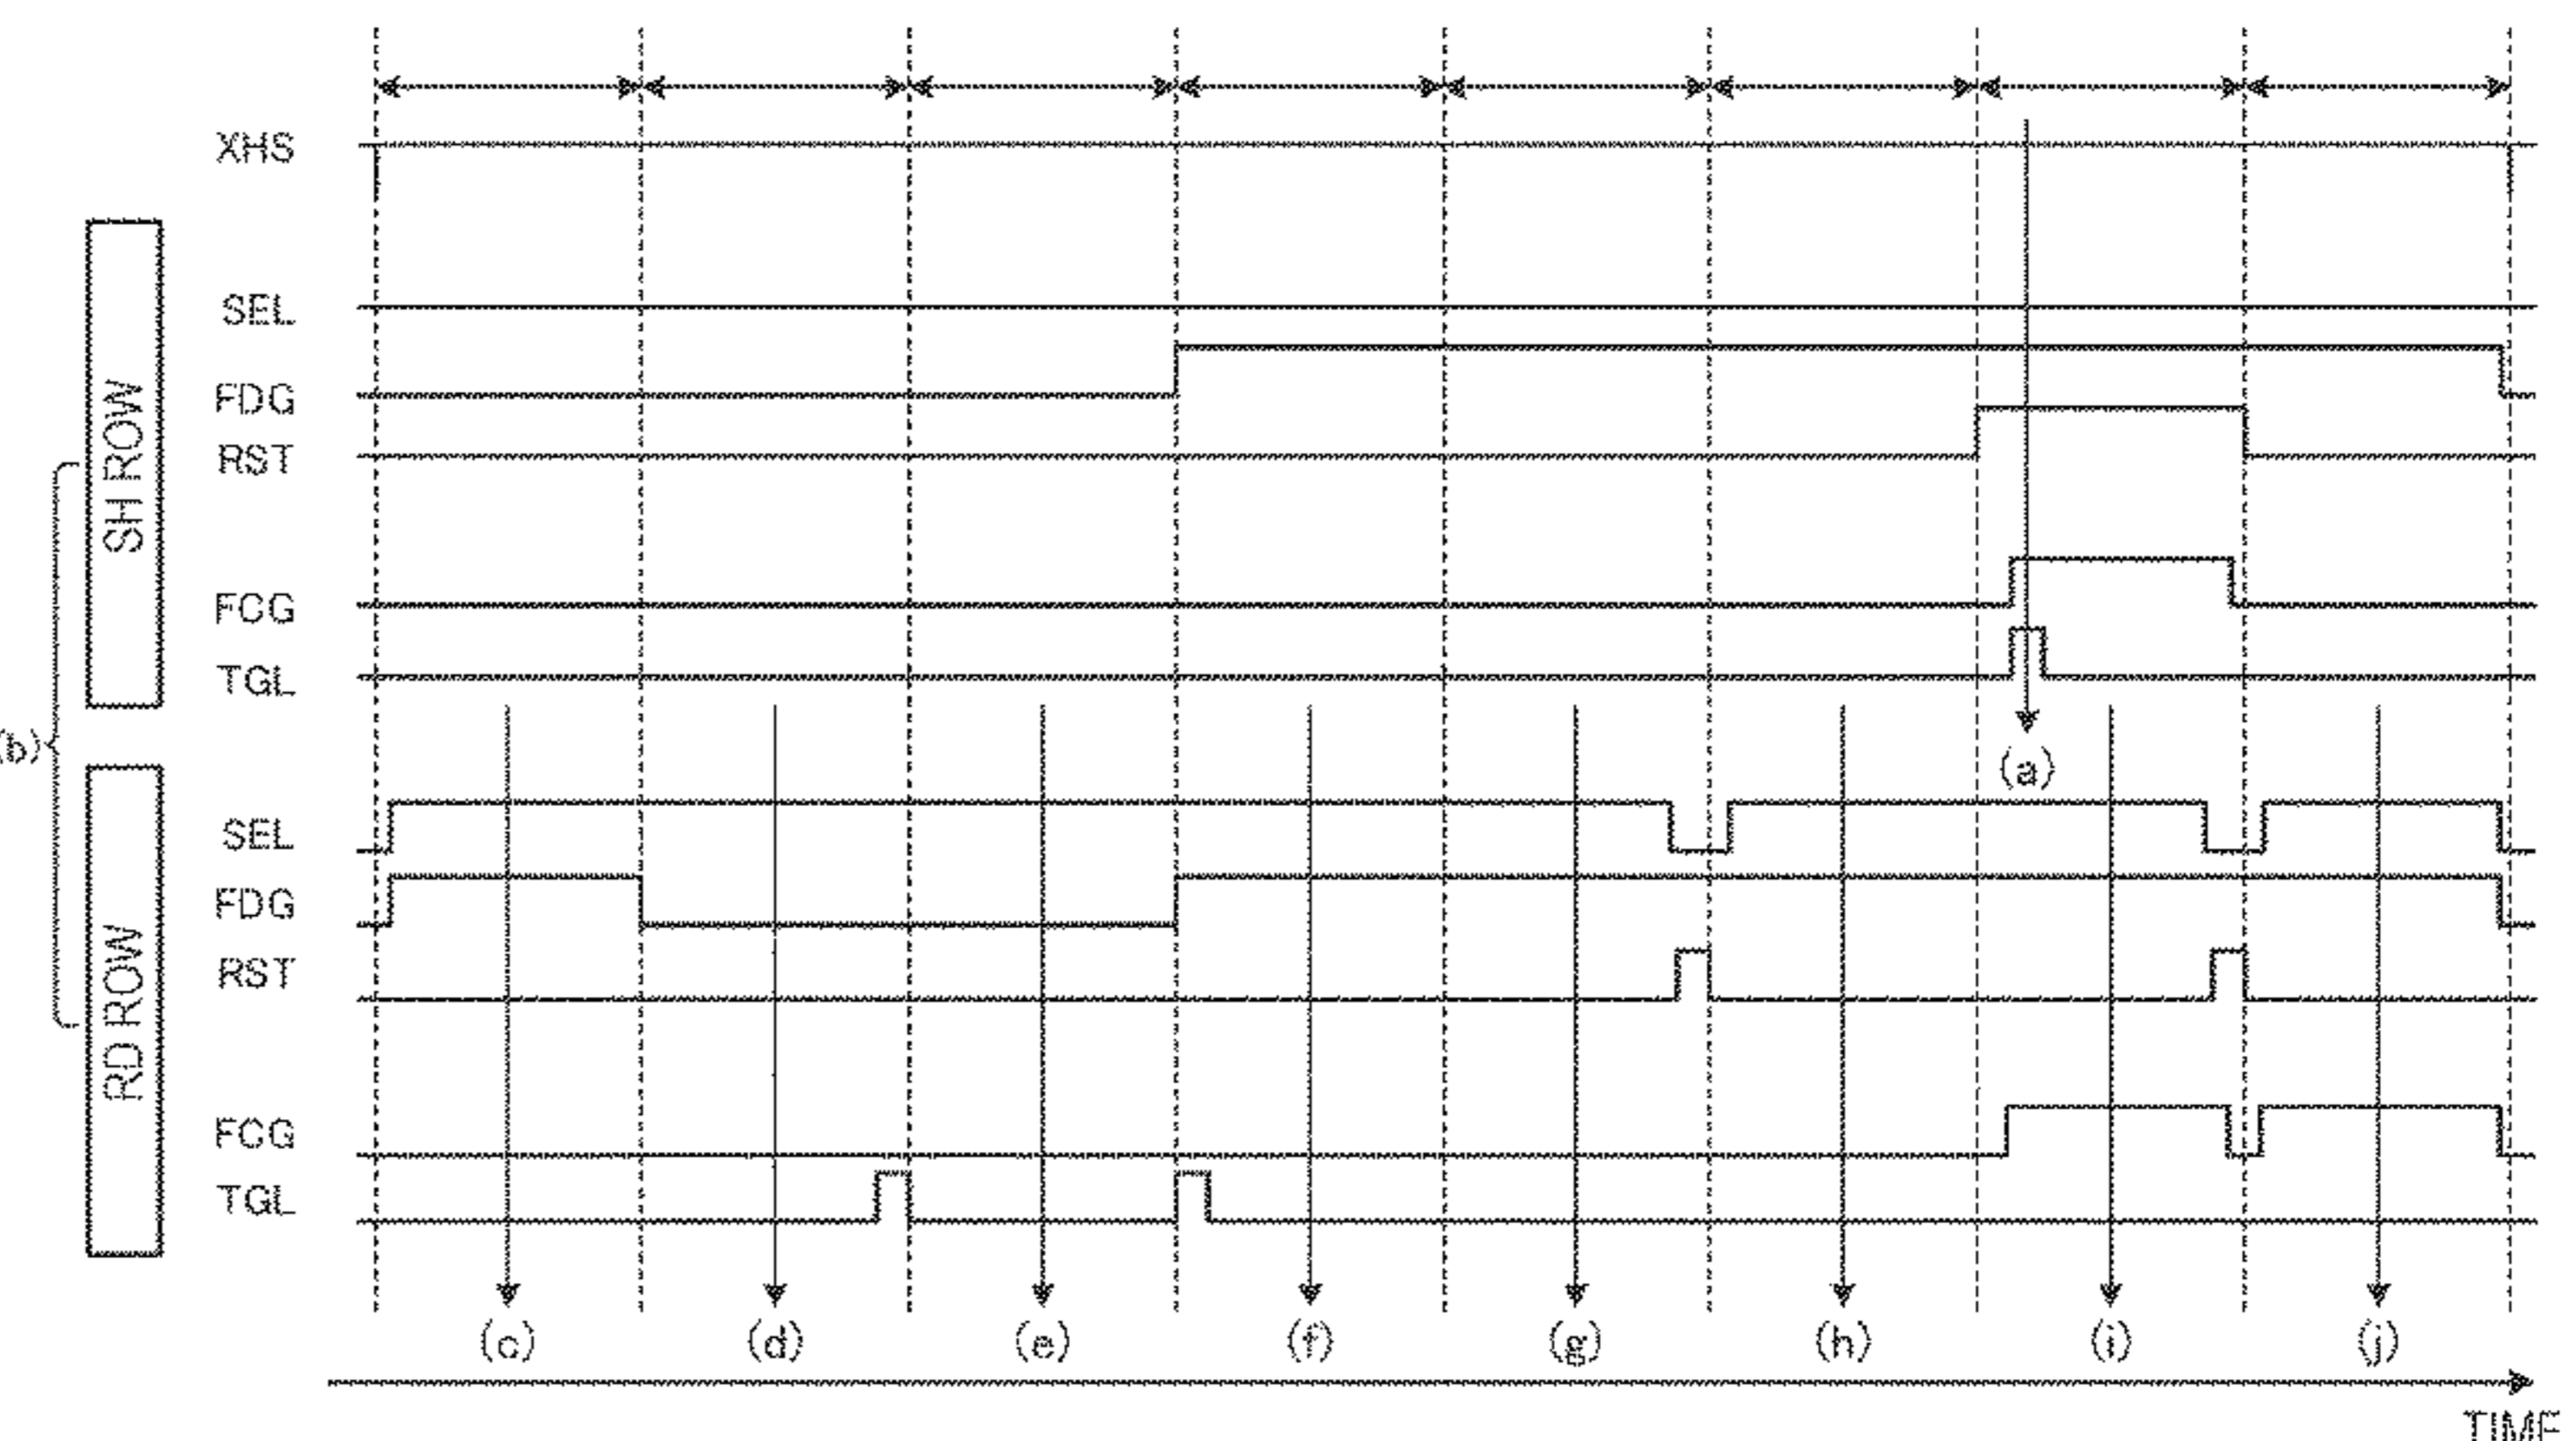 XHS
SH ROW
SEL
FDG
RST
FCG
TGL
(a)
(b)
RD ROW
SEL
FDG
RST
FCG
TGL
(c) (d) (e) (f) (g) (h) (i) (j)
TIME